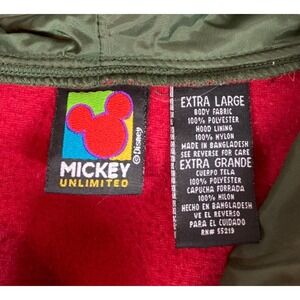 ©Disney
MICKEY
UNLIMITED
EXTRA LARGE
BODY FABRIC
100% POLYESTER
HOOD LINING
100% NYLON
MADE IN BANGLADESH
SEE REVERSE FOR CARE
EXTRA GRANDE
CUERPO TELA
100% POLYESTER
CAPUCHA FORRADA
100% NILON
HECHO EN BANGLADESH
VE EL REVERSO
PARA EL CUIDADO
RN# 55219